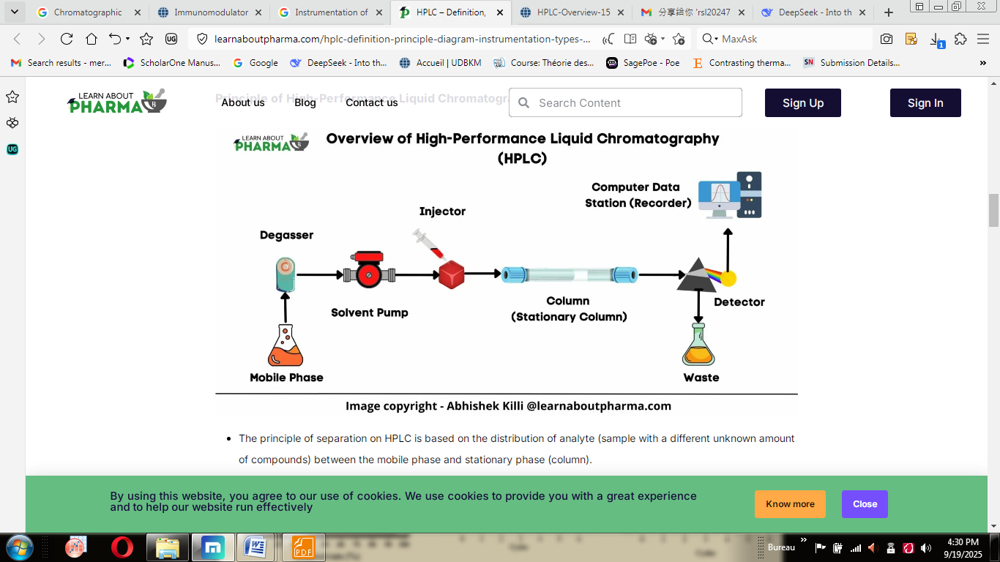 Chromatographic
Immunomodulator
Instrumentation of
HPLC – Definition,
HPLC-Overview-15
分享給你 'rsl20247
DeepSeek - Into th
UG
learnaboutpharma.com/hplc-definition-principle-diagram-instrumentation-types-...
MaxAsk
1
Search results - mer...
ScholarOne Manus...
Google
DeepSeek - Into th...
Accueil | UDBKM
Course: Théorie des...
SagePoe - Poe
Contrasting therma...
SN Submission Details...
UG
LEARN ABOUT
PHARMA
Principle of High-Performance Liquid Chromatogra
About us
Blog
Contact us
Search Content
Sign Up
Sign In
LEARN ABOUT
PHARMA
Overview of High-Performance Liquid Chromatography
(HPLC)
Computer Data
Station (Recorder)
Injector
Degasser
Solvent Pump
Column
(Stationary Column)
Detector
Mobile Phase
Waste
Image copyright - Abhishek Killi @learnaboutpharma.com
The principle of separation on HPLC is based on the distribution of analyte (sample with a different unknown amount
of compounds) between the mobile phase and stationary phase (column).
By using this website, you agree to our use of cookies. We use cookies to provide you with a great experience
and to help our website run effectively
Know more
Close
PDF
Bureau
4:30 PM
9/19/2025